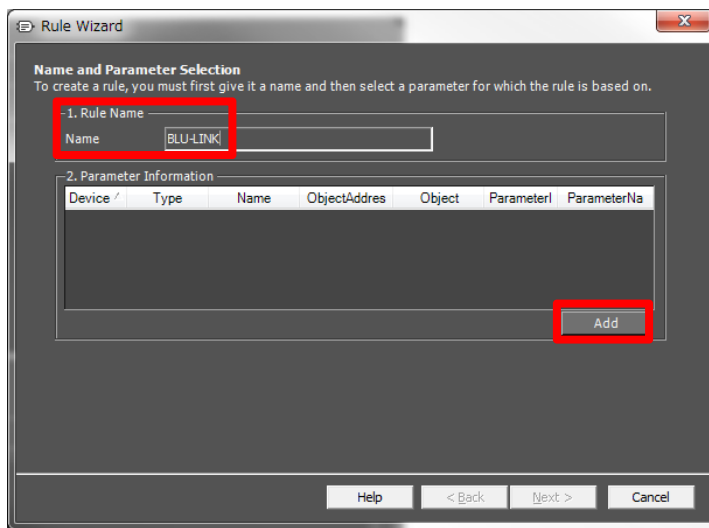 Rule Wizard
Name and Parameter Selection
To create a rule, you must first give it a name and then select a parameter for which the rule is based on.
1. Rule Name
Name BLU-LINK
2. Parameter Information
Device Type Name ObjectAddres Object ParameterI ParameterNa
Add
Help < Back Next > Cancel